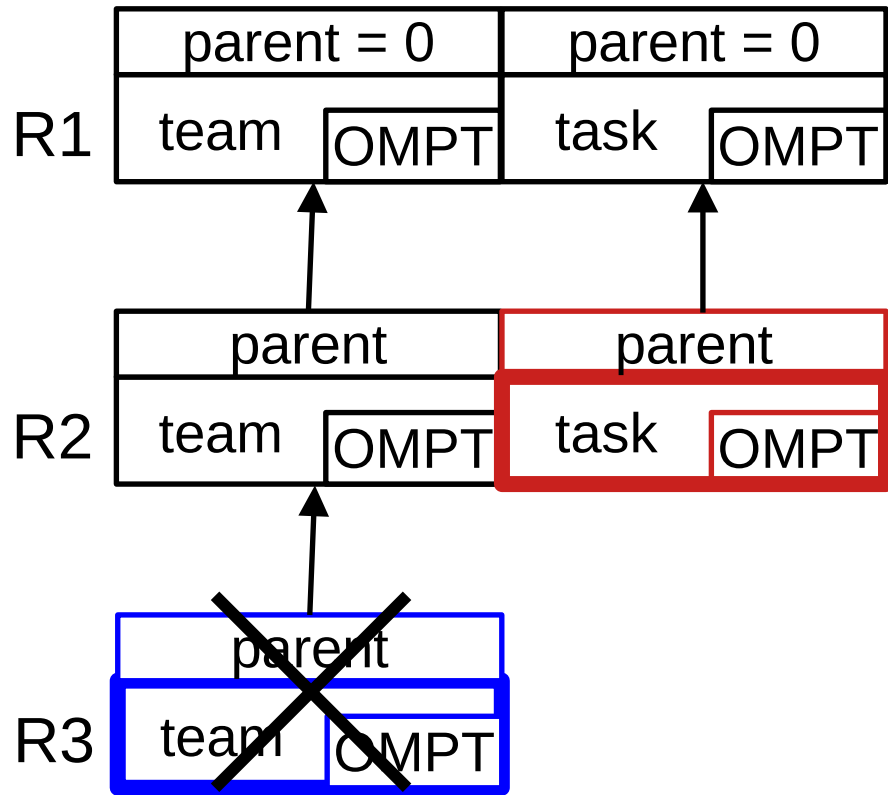 parent = 0 parent = 0
R1 team OMPT task OMPT
parent parent
R2 team OMPT task OMPT
parent
R3 team OMPT